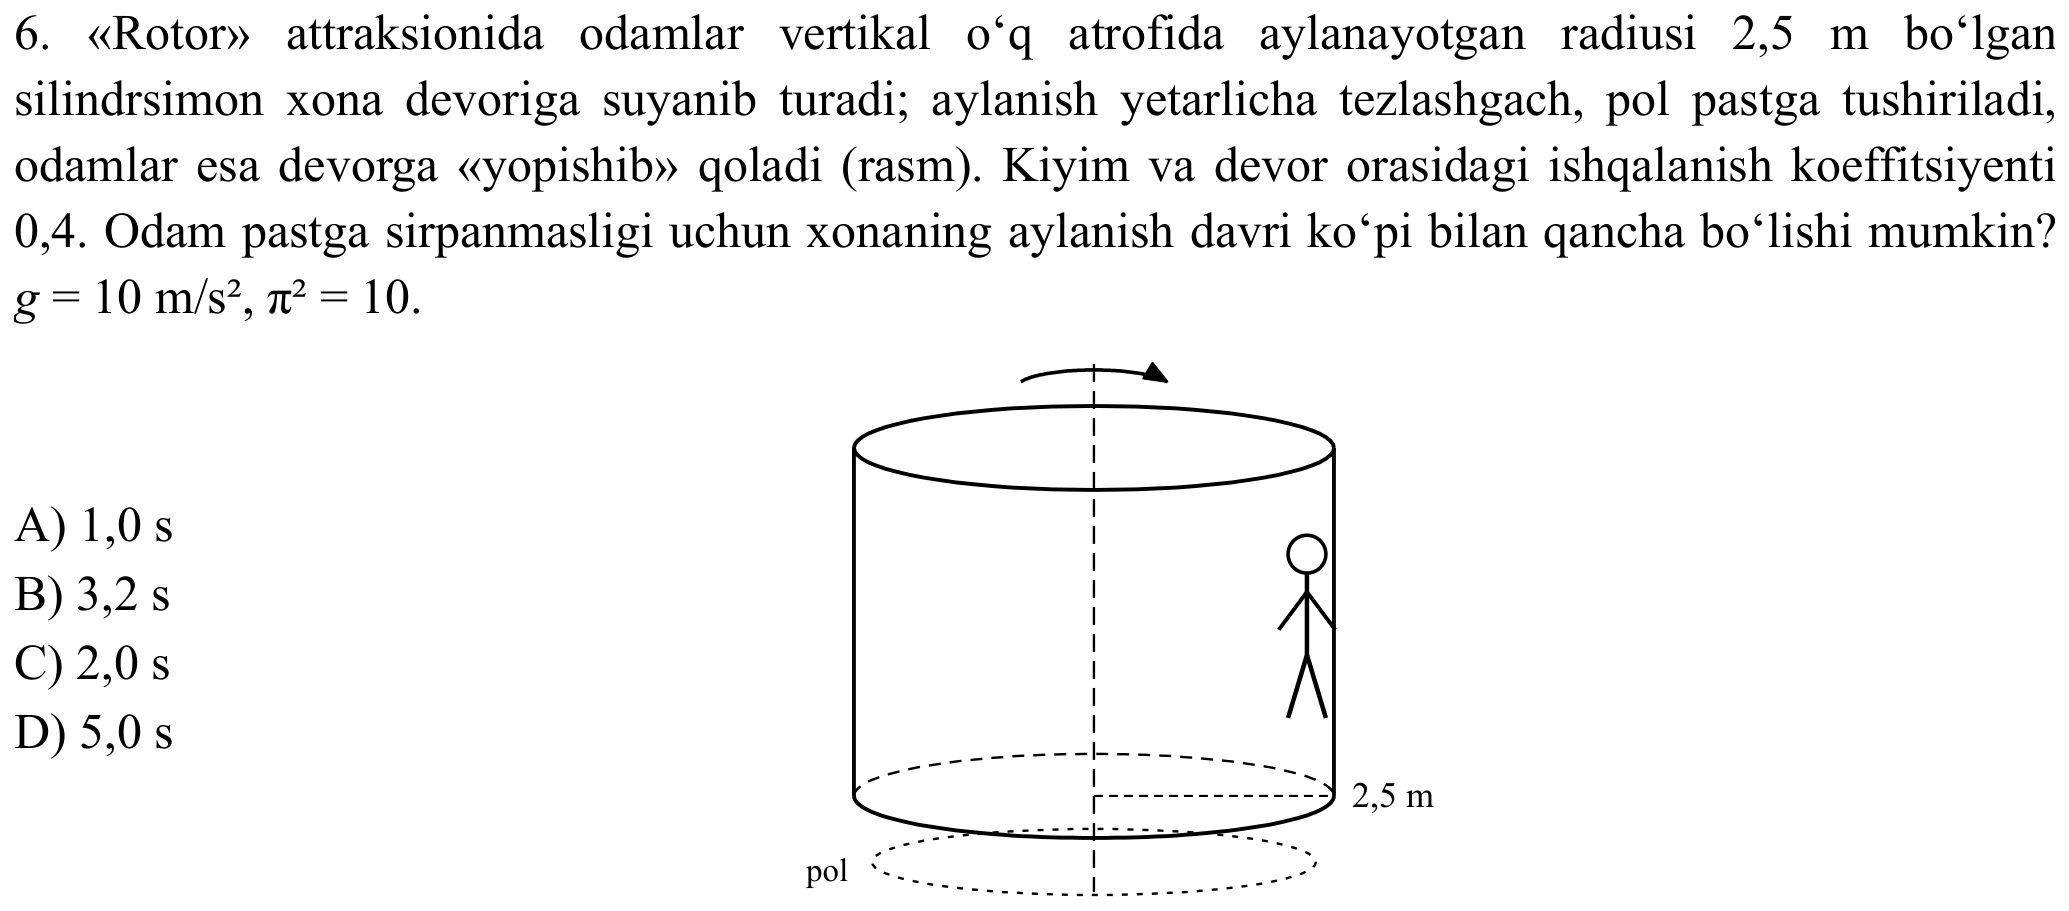 6. «Rotor» attraksionida odamlar vertikal o‘q atrofida aylanayotgan radiusi 2,5 m bo‘lgan
silindrsimon xona devoriga suyanib turadi; aylanish yetarlicha tezlashgach, pol pastga tushiriladi,
odamlar esa devorga «yopishib» qoladi (rasm). Kiyim va devor orasidagi ishqalanish koeffitsiyenti
0,4. Odam pastga sirpanmasligi uchun xonaning aylanish davri ko‘pi bilan qancha bo‘lishi mumkin?
g = 10 m/s², π² = 10.
A) 1,0 s
B) 3,2 s
C) 2,0 s
D) 5,0 s
2,5 m
pol